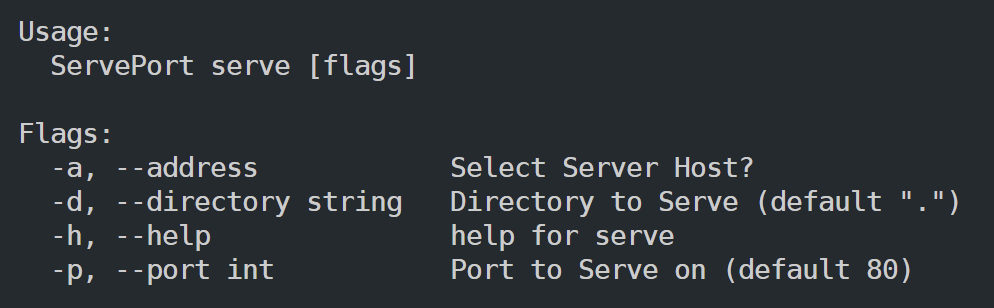 Usage:
  ServePort serve [flags]

Flags:
  -a, --address            Select Server Host?
  -d, --directory string   Directory to Serve (default ".")
  -h, --help               help for serve
  -p, --port int           Port to Serve on (default 80)